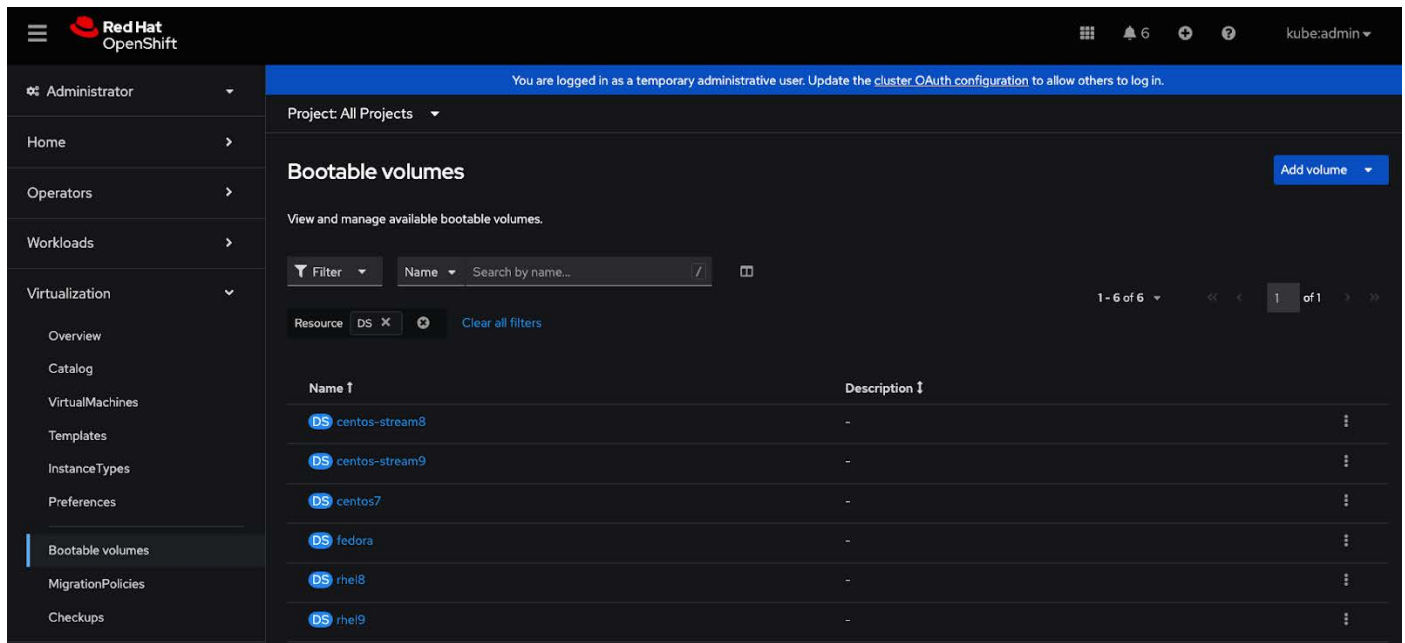 Red Hat
OpenShift
6
kube:admin
Administrator
You are logged in as a temporary administrative user. Update the cluster OAuth configuration to allow others to log in.
Project: All Projects
Home
Operators
Workloads
Virtualization
Overview
Catalog
VirtualMachines
Templates
InstanceTypes
Preferences
Bootable volumes
MigrationPolicies
Checkups
Bootable volumes
Add volume
View and manage available bootable volumes.
Filter
Name
Search by name...
/
1 - 6 of 6
1 of 1
Resource DS
Clear all filters
Name Description
DS centos-stream8 -
DS centos-stream9 -
DS centos7 -
DS fedora -
DS rhel8 -
DS rhel9 -